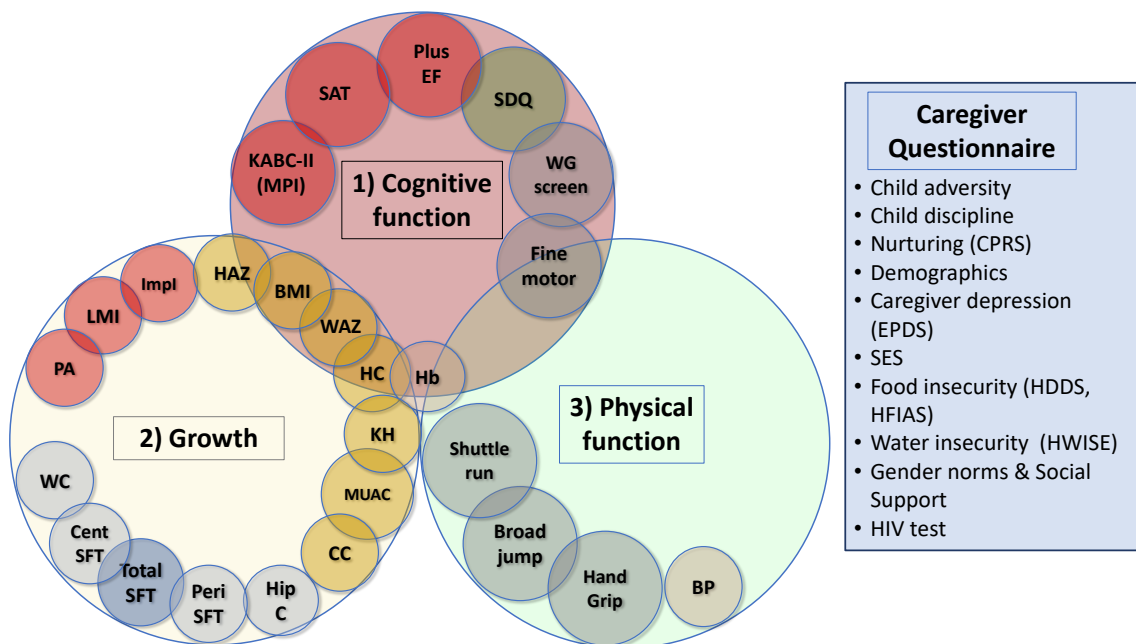 Plus
EF
SAT
SDQ
KABC-II
(MPI)
WG
screen
1) Cognitive
function
Fine
motor
HAZ
Impl
BMI
LMI
WAZ
PA
HC
Hb
2) Growth
KH
3) Physical
function
Shuttle
run
WC
MUAC
Cent
SFT
Broad
jump
CC
Total
SFT
Peri
SFT
Hip
C
Hand
Grip
BP
Caregiver
Questionnaire
• Child adversity
• Child discipline
• Nurturing (CPRS)
• Demographics
• Caregiver depression
(EPDS)
• SES
• Food insecurity (HDDS,
HFIAS)
• Water insecurity (HWISE)
• Gender norms & Social
Support
• HIV test